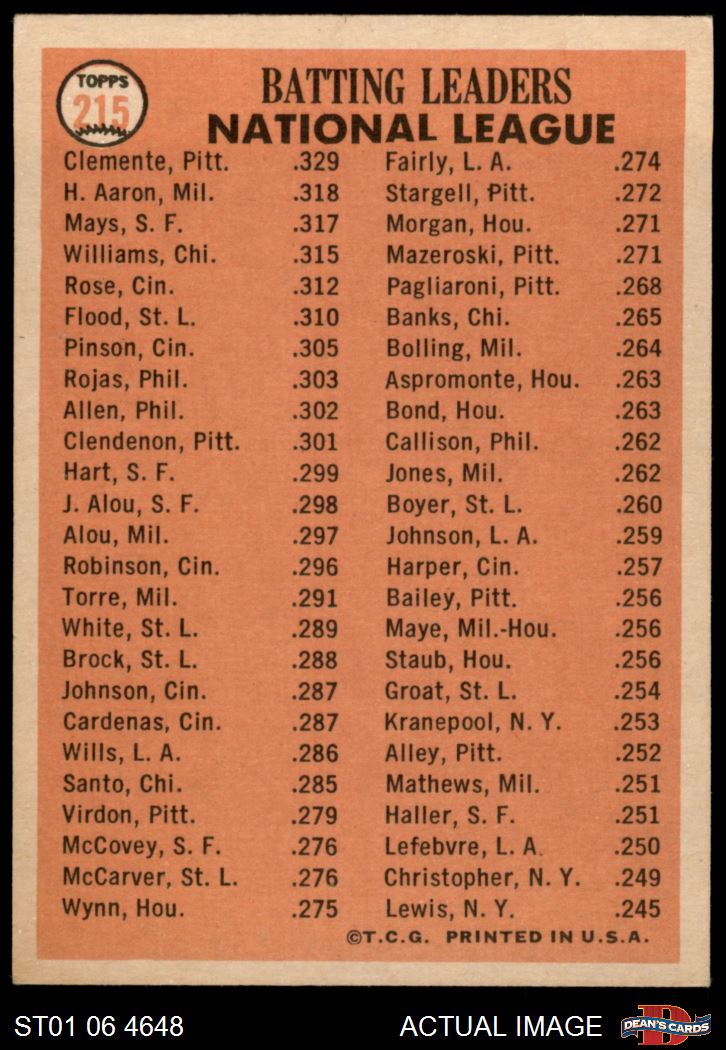 TOPPS
215
BATTING LEADERS
NATIONAL LEAGUE
Clemente, Pitt. .329
H. Aaron, Mil. .318
Mays, S. F. .317
Williams, Chi. .315
Rose, Cin. .312
Flood, St. L. .310
Pinson, Cin. .305
Rojas, Phil. .303
Allen, Phil. .302
Clendenon, Pitt. .301
Hart, S. F. .299
J. Alou, S. F. .298
Alou, Mil. .297
Robinson, Cin. .296
Torre, Mil. .291
White, St. L. .289
Brock, St. L. .288
Johnson, Cin. .287
Cardenas, Cin. .287
Wills, L. A. .286
Santo, Chi. .285
Virdon, Pitt. .279
McCovey, S. F. .276
McCarver, St. L. .276
Wynn, Hou. .275
Fairly, L. A. .274
Stargell, Pitt. .272
Morgan, Hou. .271
Mazeroski, Pitt. .271
Pagliaroni, Pitt. .268
Banks, Chi. .265
Bolling, Mil. .264
Aspromonte, Hou. .263
Bond, Hou. .263
Callison, Phil. .262
Jones, Mil. .262
Boyer, St. L. .260
Johnson, L. A. .259
Harper, Cin. .257
Bailey, Pitt. .256
Maye, Mil.-Hou. .256
Staub, Hou. .256
Groat, St. L. .254
Kranepool, N. Y. .253
Alley, Pitt. .252
Mathews, Mil. .251
Haller, S. F. .251
Lefebvre, L. A. .250
Christopher, N. Y. .249
Lewis, N. Y. .245
©T.C.G. PRINTED IN U.S.A.
ST01 06 4648
ACTUAL IMAGE
D
DEAN'S CARDS